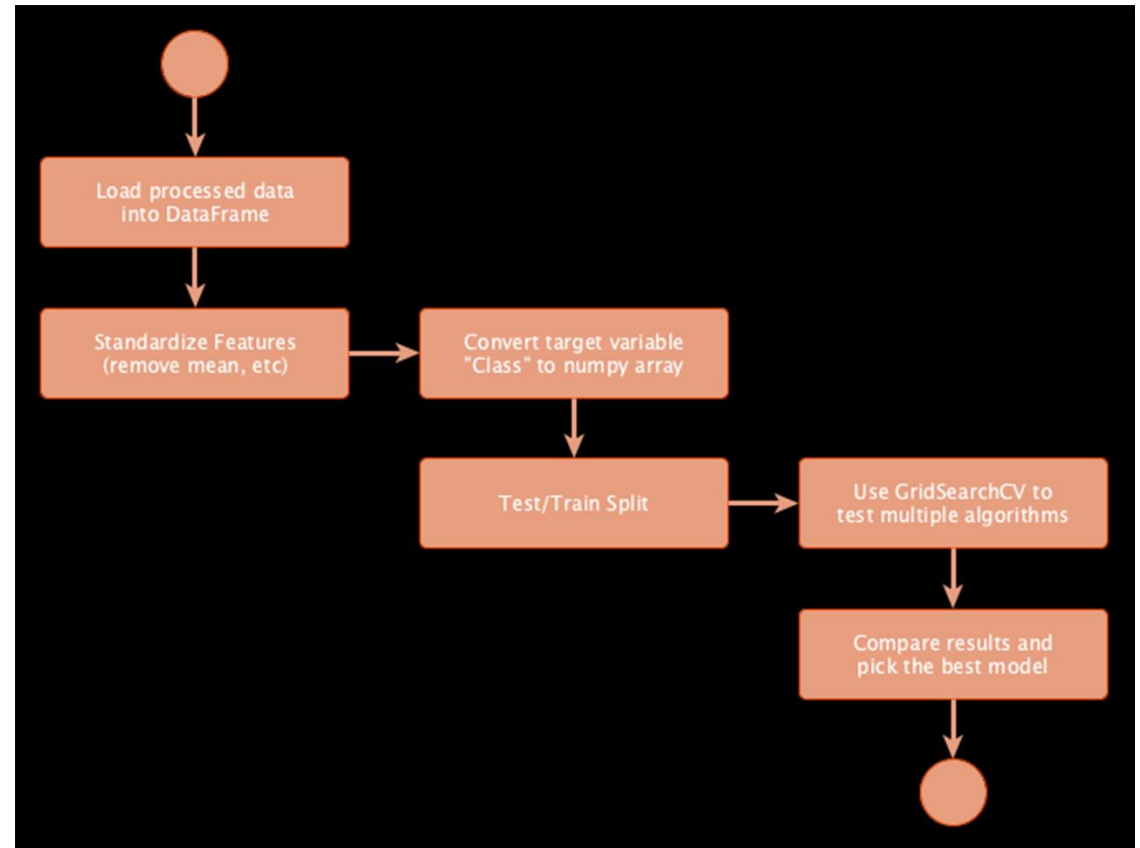 Load processed data
into DataFrame
Standardize Features
(remove mean, etc)
Convert target variable
"Class" to numpy array
Test/Train Split
Use GridSearchCV to
test multiple algorithms
Compare results and
pick the best model